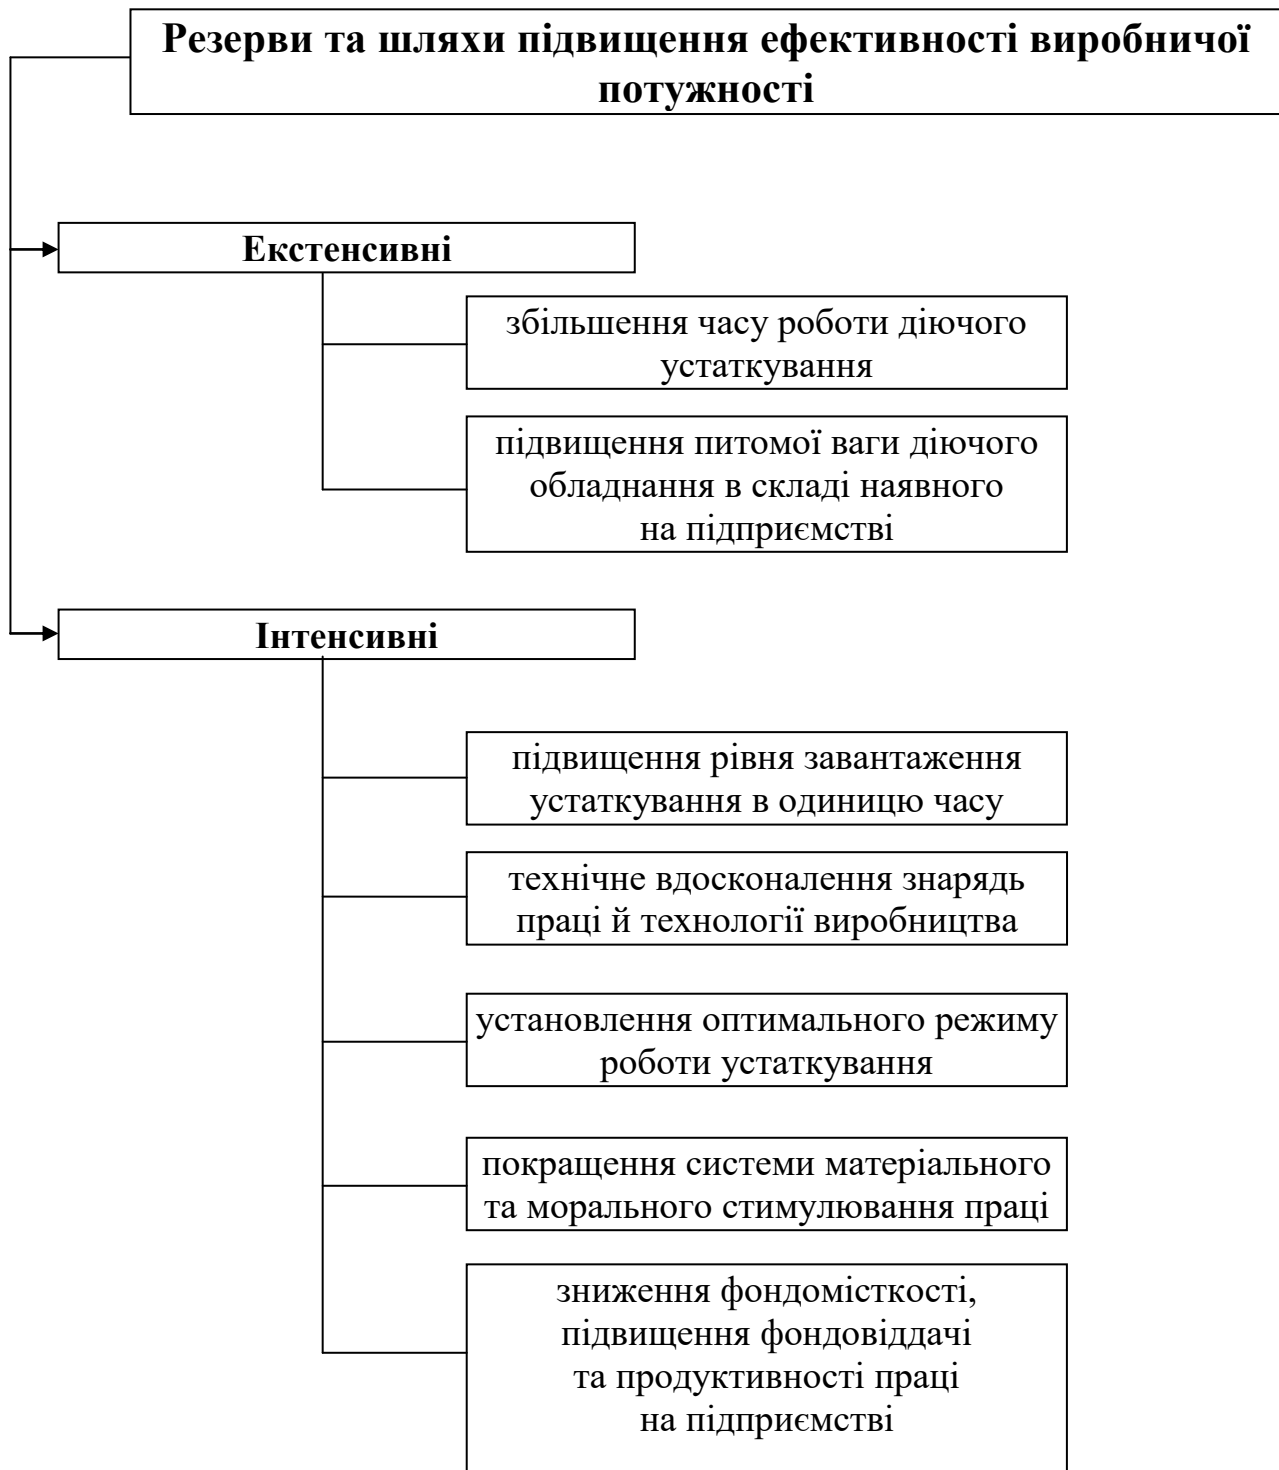 Резерви та шляхи підвищення ефективності виробничої
потужності
Екстенсивні
збільшення часу роботи діючого
устаткування
підвищення питомої ваги діючого
обладнання в складі наявного
на підприємстві
Інтенсивні
підвищення рівня завантаження
устаткування в одиницю часу
технічне вдосконалення знарядь
праці й технології виробництва
установлення оптимального режиму
роботи устаткування
покращення системи матеріального
та морального стимулювання праці
зниження фондомісткості,
підвищення фондовіддачі
та продуктивності праці
на підприємстві